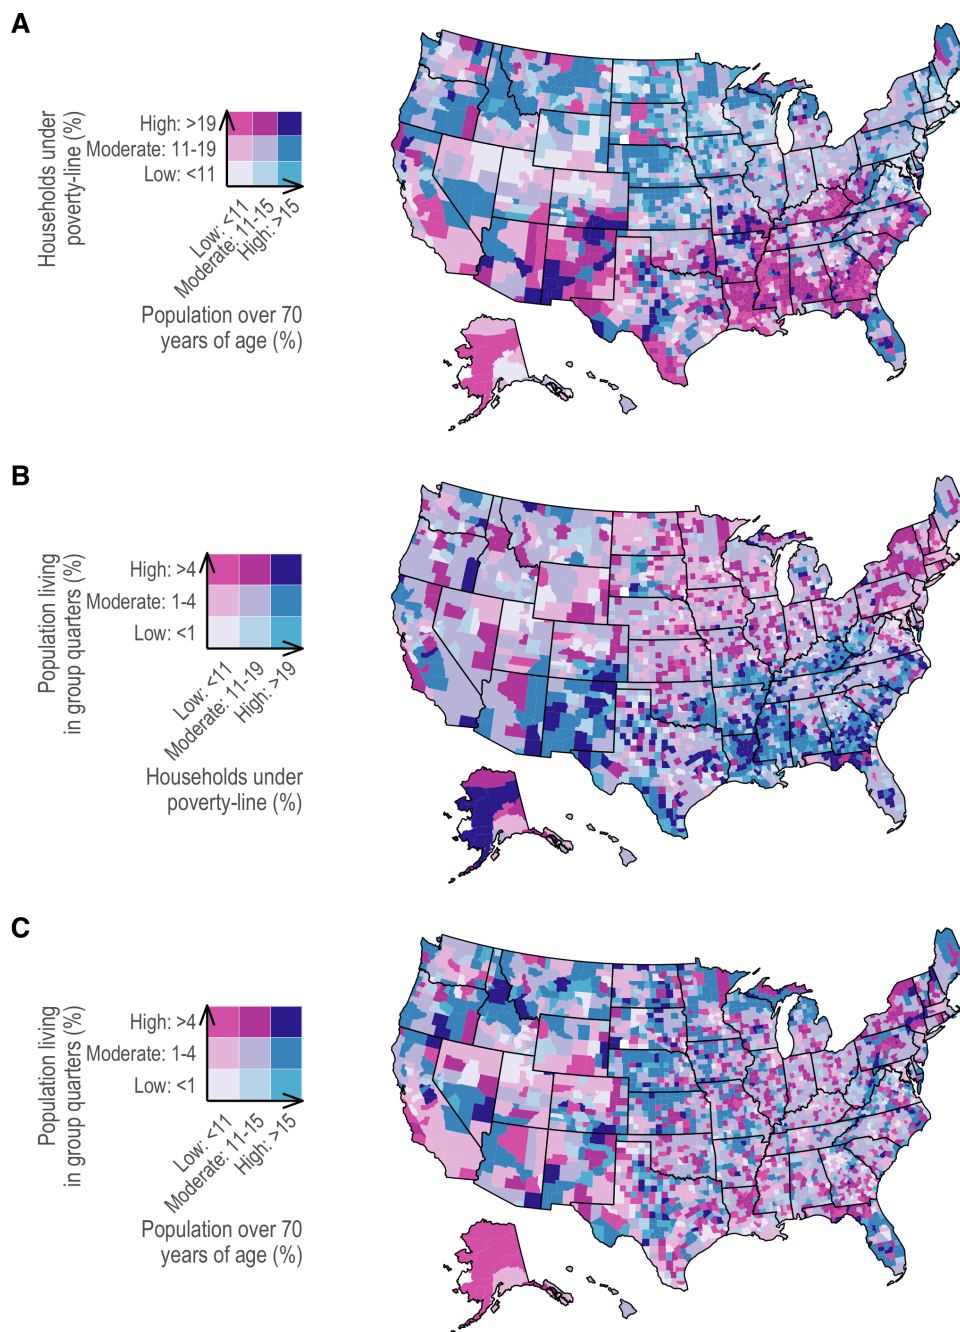 A
Households under
poverty-line (%)
High: >19
Moderate: 11-19
Low: <11
Low: <11
Moderate: 11-15
High: >15
Population over 70
years of age (%)
B
Population living
in group quarters (%)
High: >4
Moderate: 1-4
Low: <1
Low: <11
Moderate: 11-19
High: >19
Households under
poverty-line (%)
C
Population living
in group quarters (%)
High: >4
Moderate: 1-4
Low: <1
Low: <11
Moderate: 11-15
High: >15
Population over 70
years of age (%)